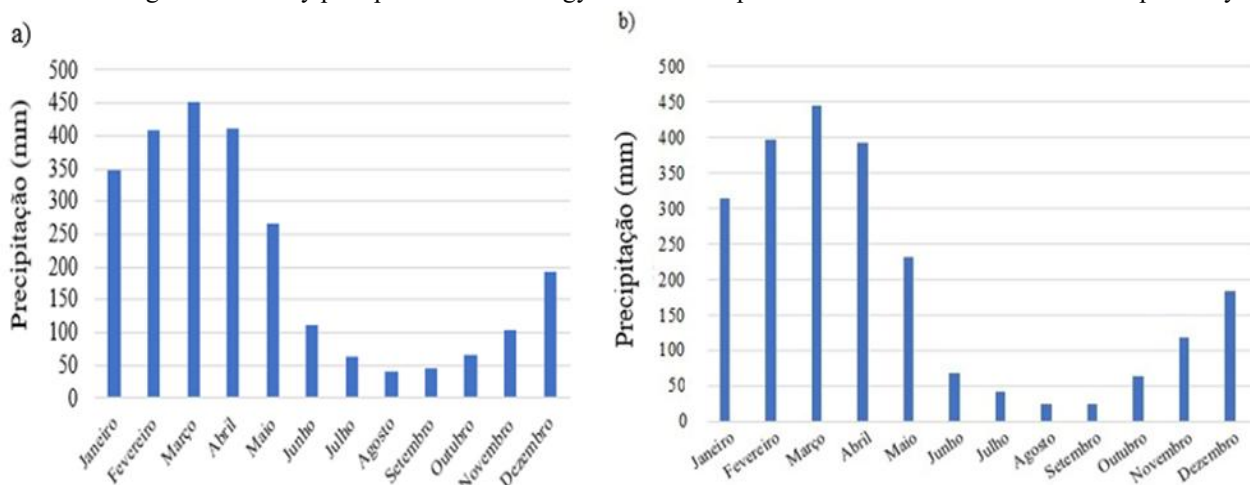 a)
Precipitação (mm)
500
450
400
350
300
250
200
150
100
50
0
Janeiro
Fevereiro
Março
Abril
Maio
Junho
Julho
Agosto
Setembro
Outubro
Novembro
Dezembro
b)
Precipitação (mm)
500
450
400
350
300
250
200
150
100
50
0
Janeiro
Fevereiro
Março
Abril
Maio
Junho
Julho
Agosto
Setembro
Outubro
Novembro
Dezembro